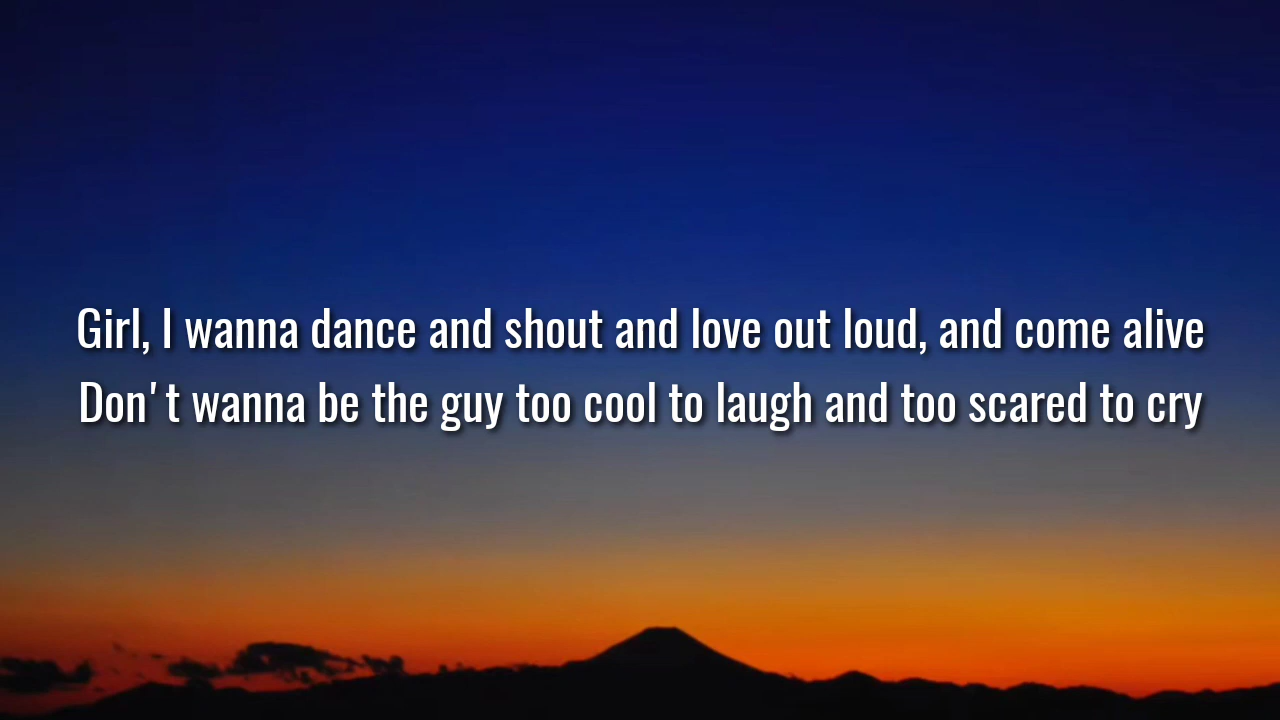 Girl, I wanna dance and shout and love out loud, and come alive
Don't wanna be the guy too cool to laugh and too scared to cry